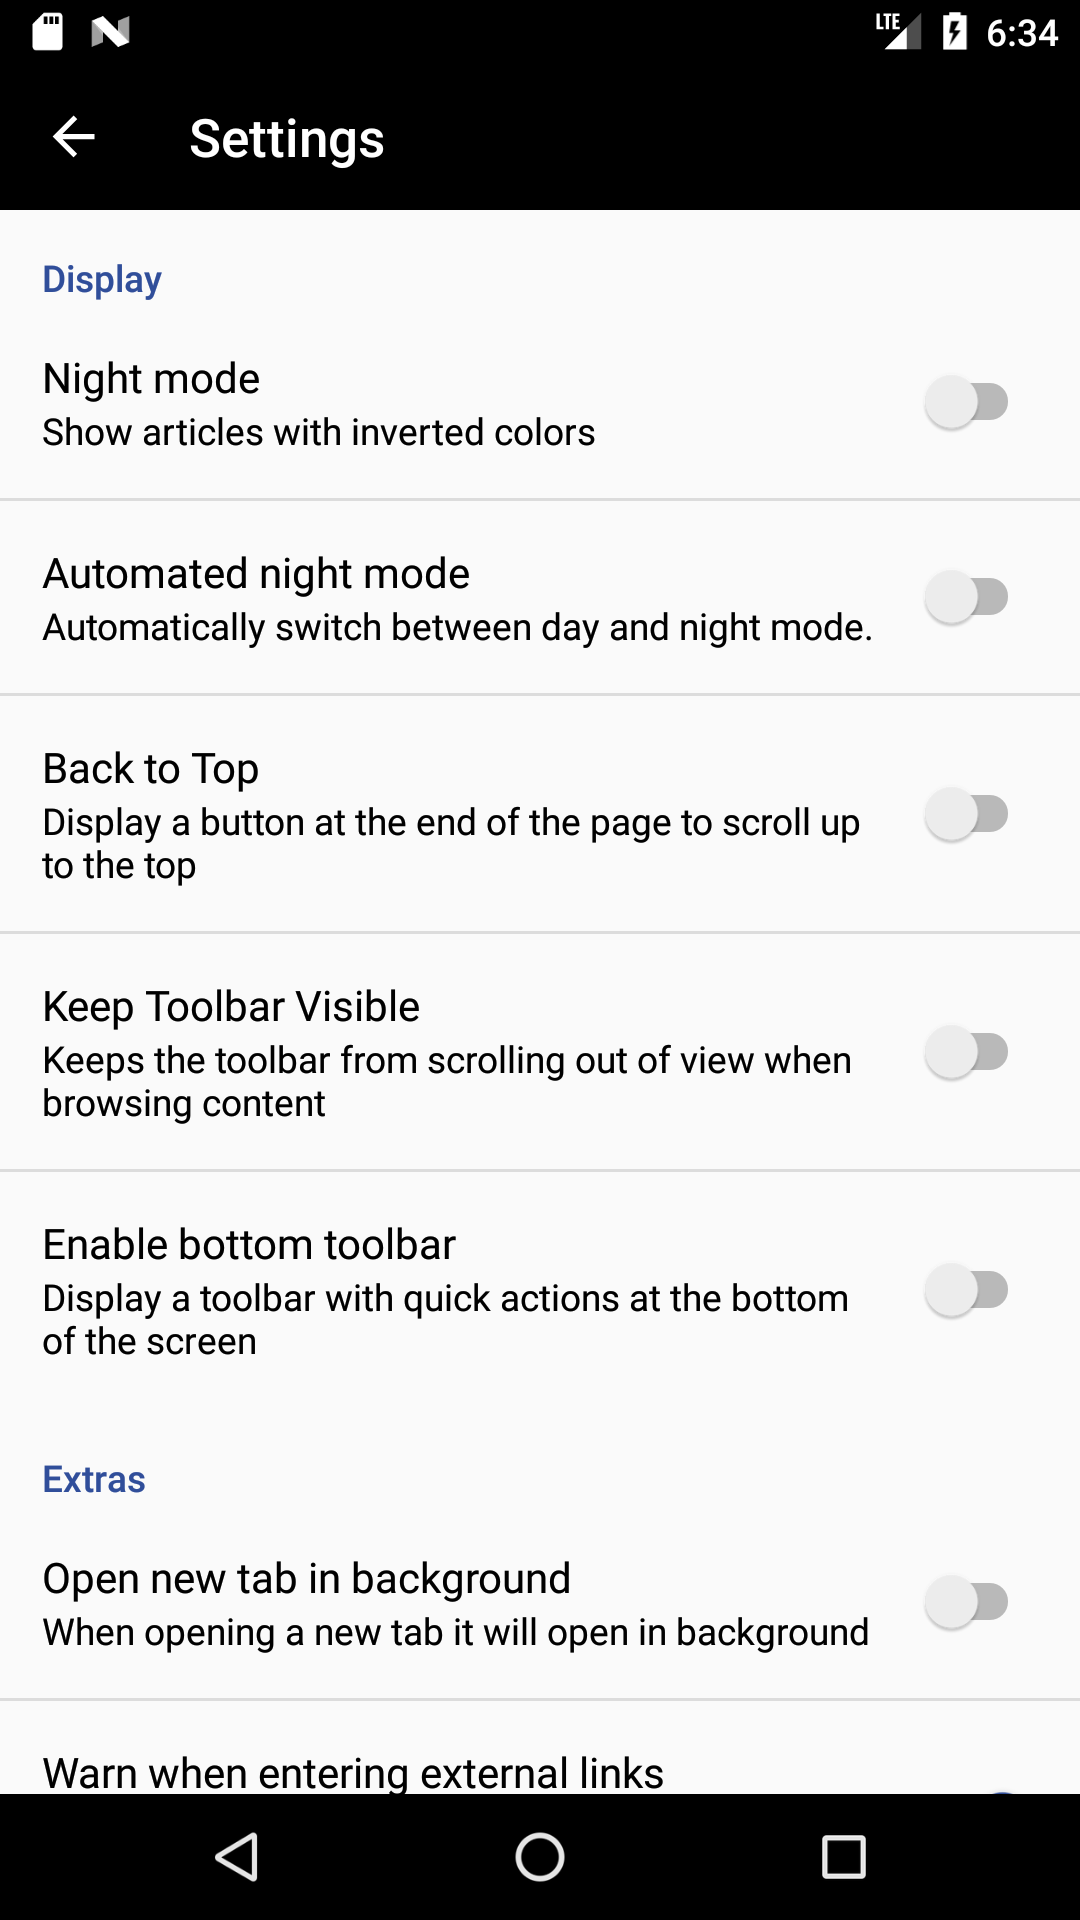 LTE 6:34
Settings
Display
Night mode
Show articles with inverted colors
Automated night mode
Automatically switch between day and night mode.
Back to Top
Display a button at the end of the page to scroll up
to the top
Keep Toolbar Visible
Keeps the toolbar from scrolling out of view when
browsing content
Enable bottom toolbar
Display a toolbar with quick actions at the bottom
of the screen
Extras
Open new tab in background
When opening a new tab it will open in background
Warn when entering external links